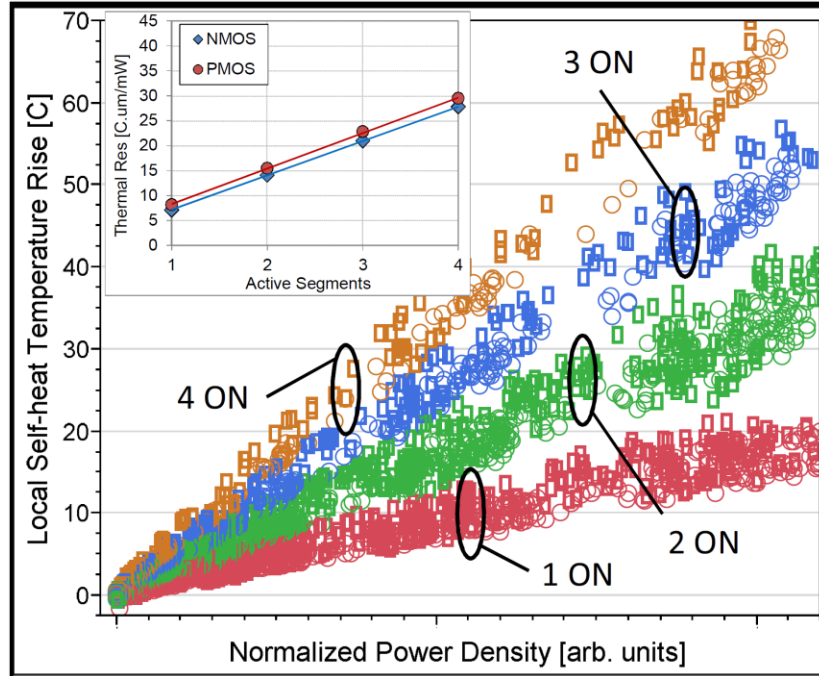 70
60
50
40
30
20
10
0
Local Self-heat Temperature Rise [C]
Normalized Power Density [arb. units]
45
40
35
30
25
20
15
10
5
0
Thermal Res [C.um/mW]
NMOS
PMOS
1 2 3 4
Active Segments
3 ON
4 ON
2 ON
1 ON